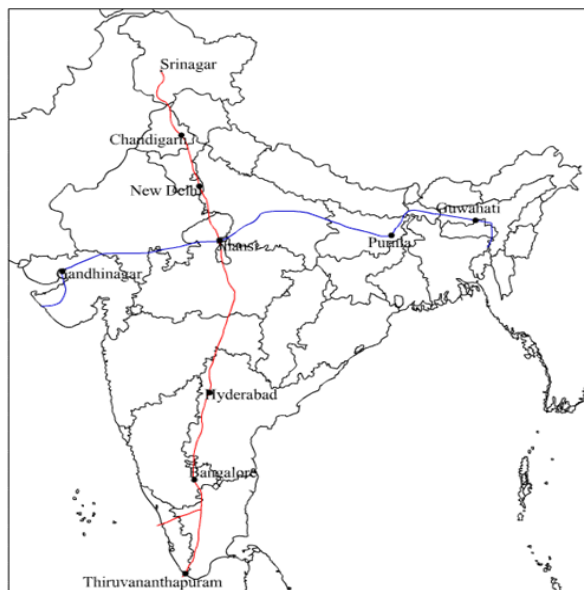 Srinagar
Chandigarh
New Delhi
Guwahati
Jhansi
Purnia
Gandhinagar
Hyderabad
Bangalore
Thiruvananthapuram